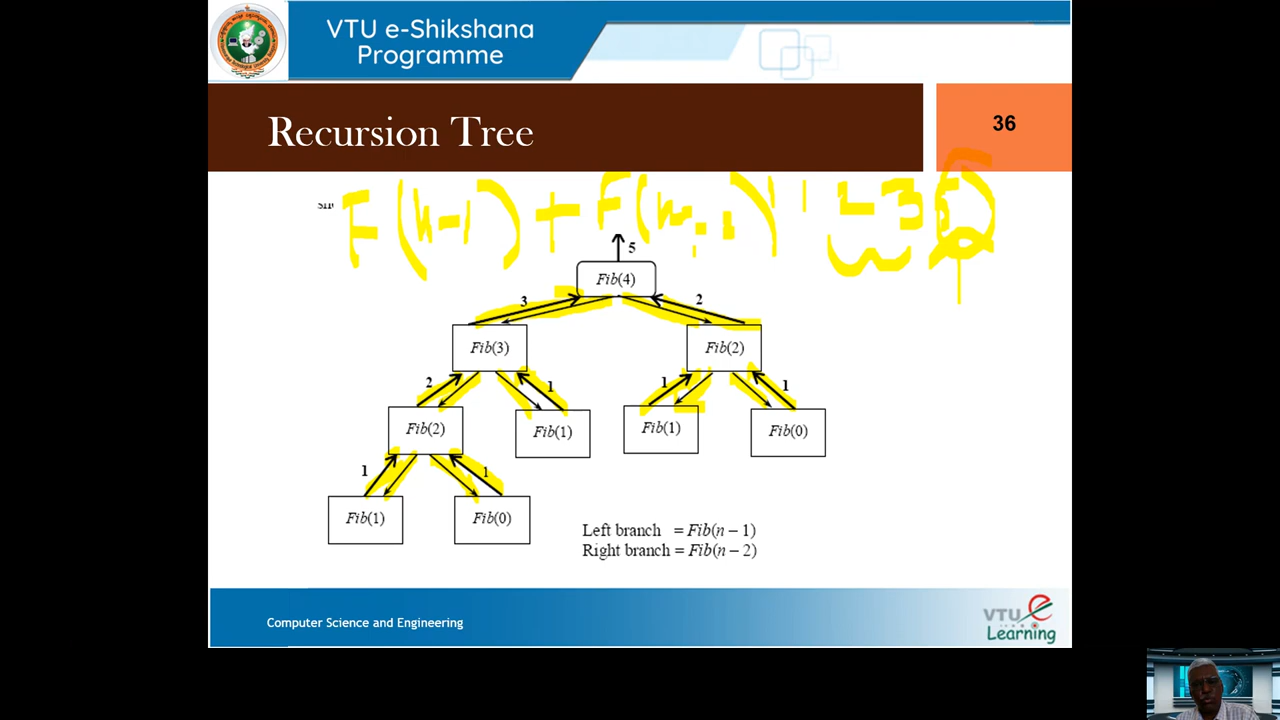 VTU e-Shikshana
Programme
Recursion Tree
36
F(n-1) + F(n-2)
5
Fib(4)
3 2
Fib(3) Fib(2)
2 1 1 1
Fib(2) Fib(1) Fib(1) Fib(0)
1 1
Fib(1) Fib(0)
Left branch = Fib(n – 1)
Right branch = Fib(n – 2)
Computer Science and Engineering
VTU e
Learning